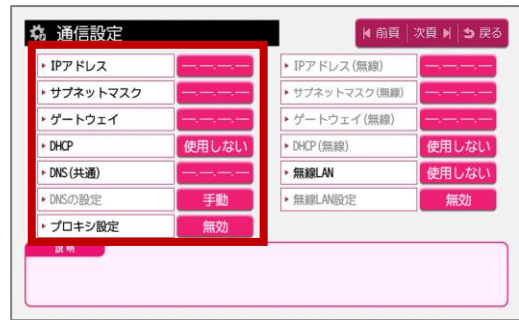 通信設定
前頁 次頁 戻る
IPアドレス —.—.—.—
サブネットマスク —.—.—.—
ゲートウェイ —.—.—.—
DHCP 使用しない
DNS(共通) —.—.—.—
DNSの設定 手動
プロキシ設定 無効
IPアドレス(無線) —.—.—.—
サブネットマスク(無線) —.—.—.—
ゲートウェイ(無線) —.—.—.—
DHCP(無線) 使用しない
無線LAN 使用しない
無線LAN設定 無効
説明